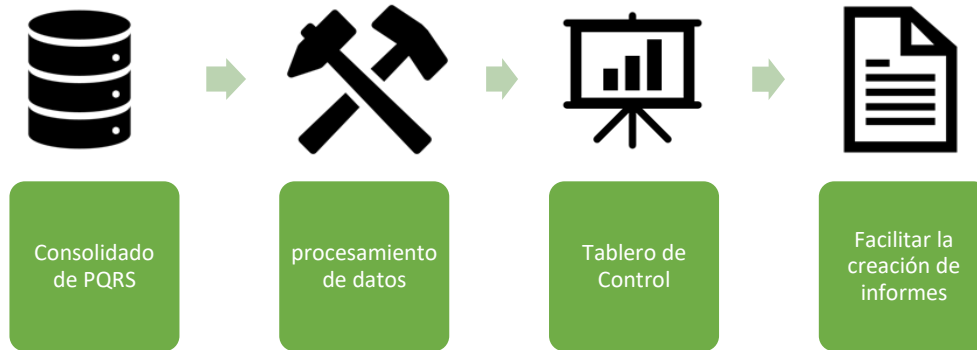 Consolidado
de PQRS
procesamiento
de datos
Tablero de
Control
Facilitar la
creación de
informes